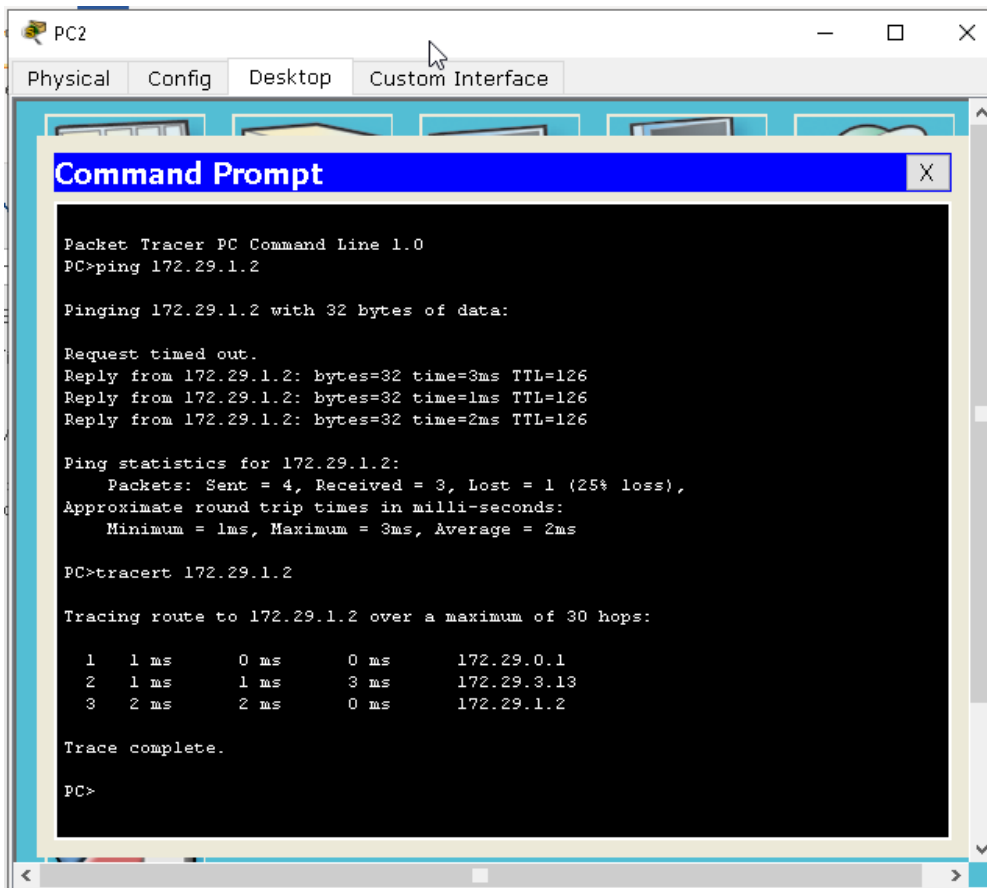 PC2
Physical Config Desktop Custom Interface
Command Prompt
X
Packet Tracer PC Command Line 1.0
PC>ping 172.29.1.2
Pinging 172.29.1.2 with 32 bytes of data:
Request timed out.
Reply from 172.29.1.2: bytes=32 time=3ms TTL=126
Reply from 172.29.1.2: bytes=32 time=1ms TTL=126
Reply from 172.29.1.2: bytes=32 time=2ms TTL=126
Ping statistics for 172.29.1.2:
Packets: Sent = 4, Received = 3, Lost = 1 (25% loss),
Approximate round trip times in milli-seconds:
Minimum = 1ms, Maximum = 3ms, Average = 2ms
PC>tracert 172.29.1.2
Tracing route to 172.29.1.2 over a maximum of 30 hops:
1 1 ms 0 ms 0 ms 172.29.0.1
2 1 ms 1 ms 3 ms 172.29.3.13
3 2 ms 2 ms 0 ms 172.29.1.2
Trace complete.
PC>